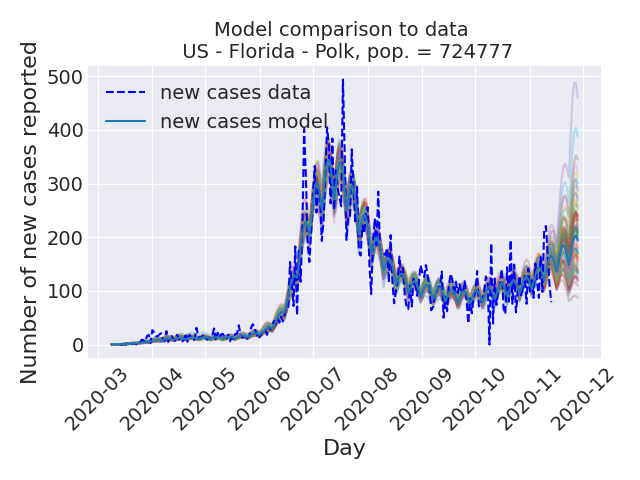 Model comparison to data
US - Florida - Polk, pop. = 724777
Number of new cases reported
500
400
300
200
100
0
new cases data
new cases model
2020-03
2020-04
2020-05
2020-06
2020-07
2020-08
2020-09
2020-10
2020-11
2020-12
Day